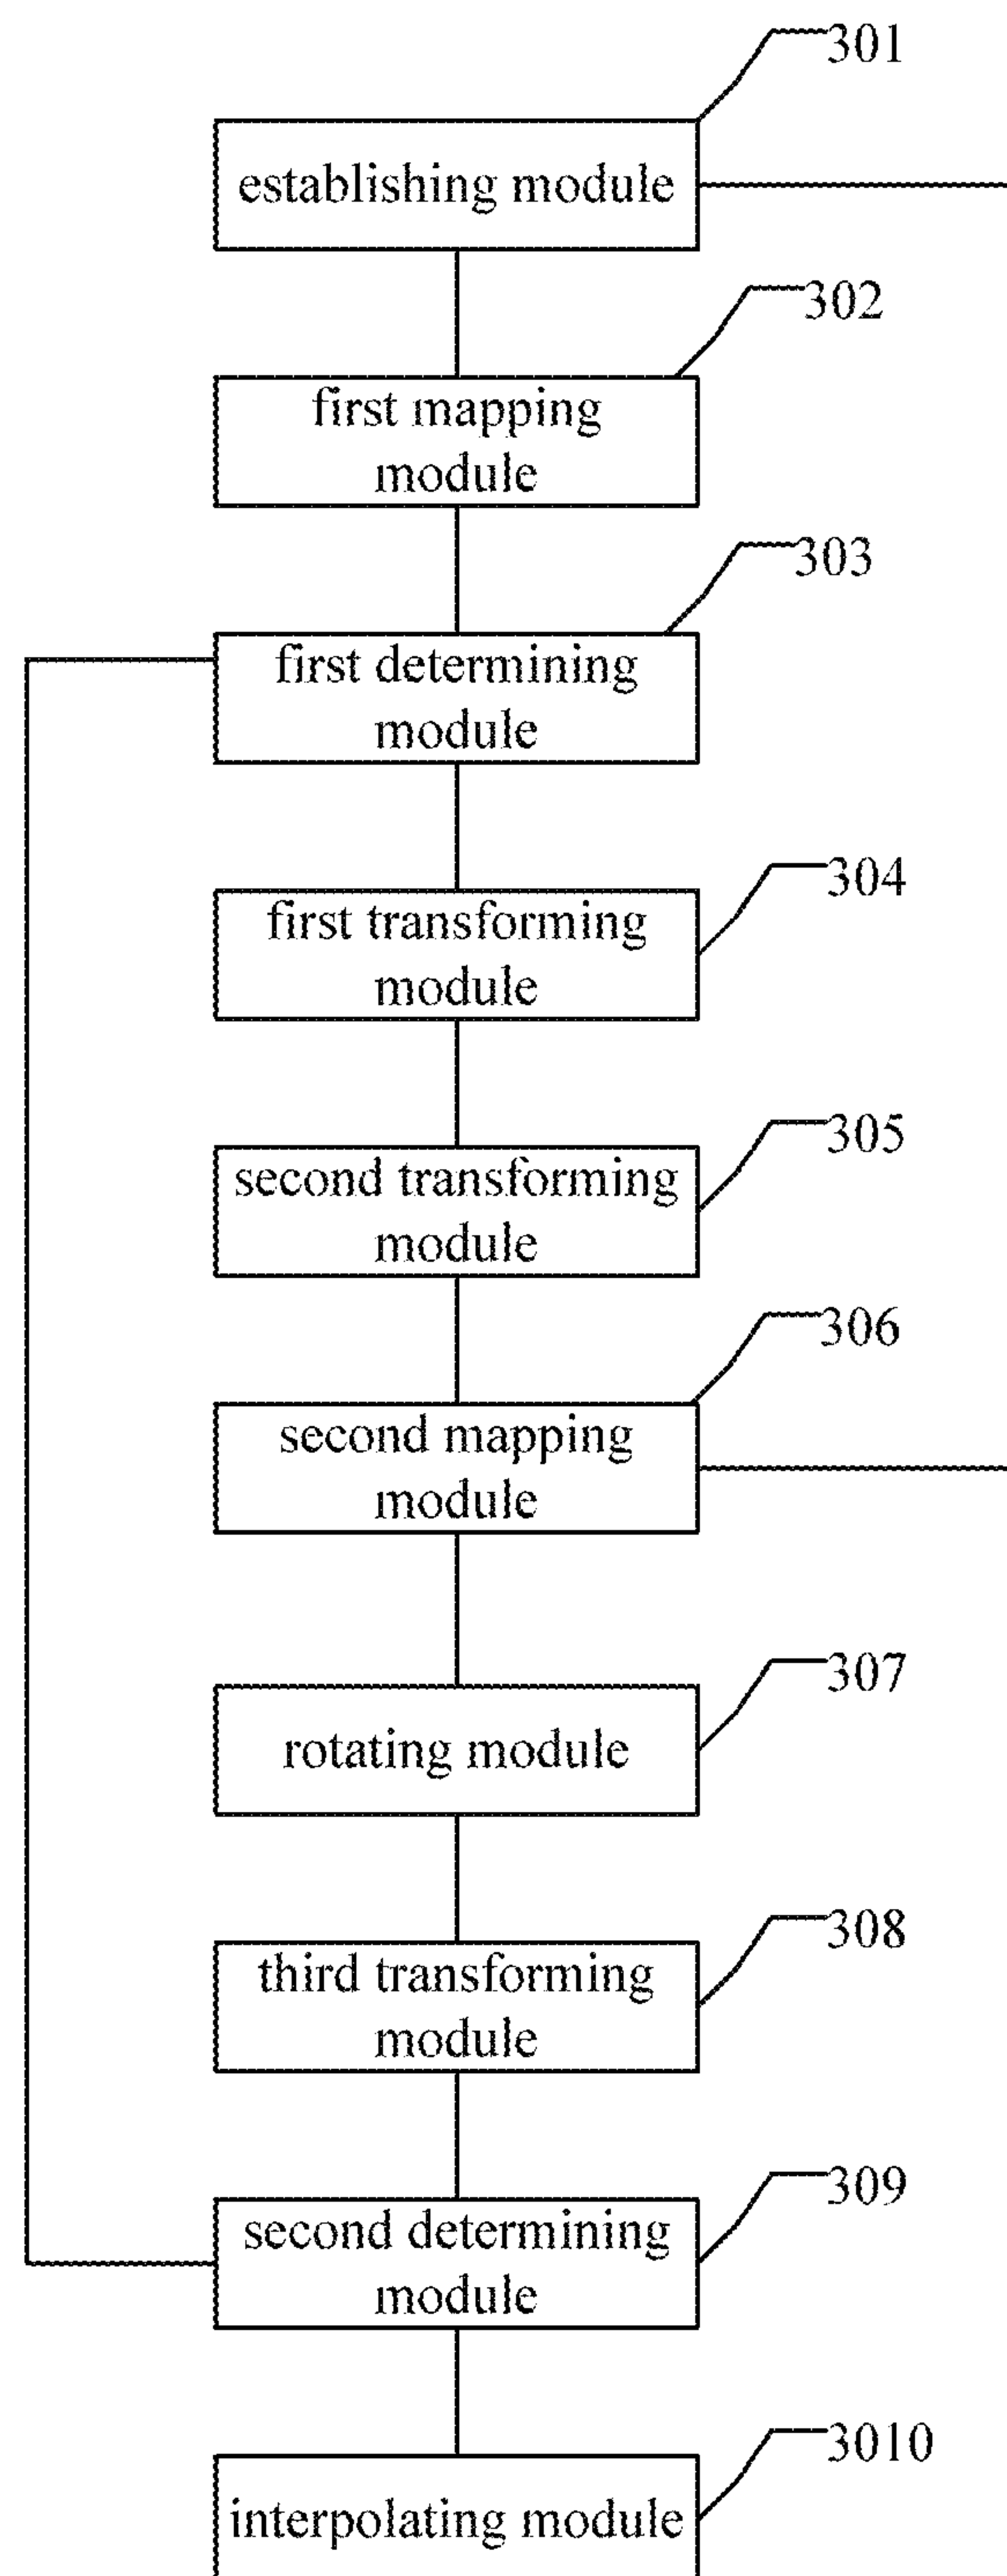 301
establishing module
302
first mapping
module
303
first determining
module
304
first transforming
module
305
second transforming
module
306
second mapping
module
307
rotating module
308
third transforming
module
309
second determining
module
3010
interpolating module